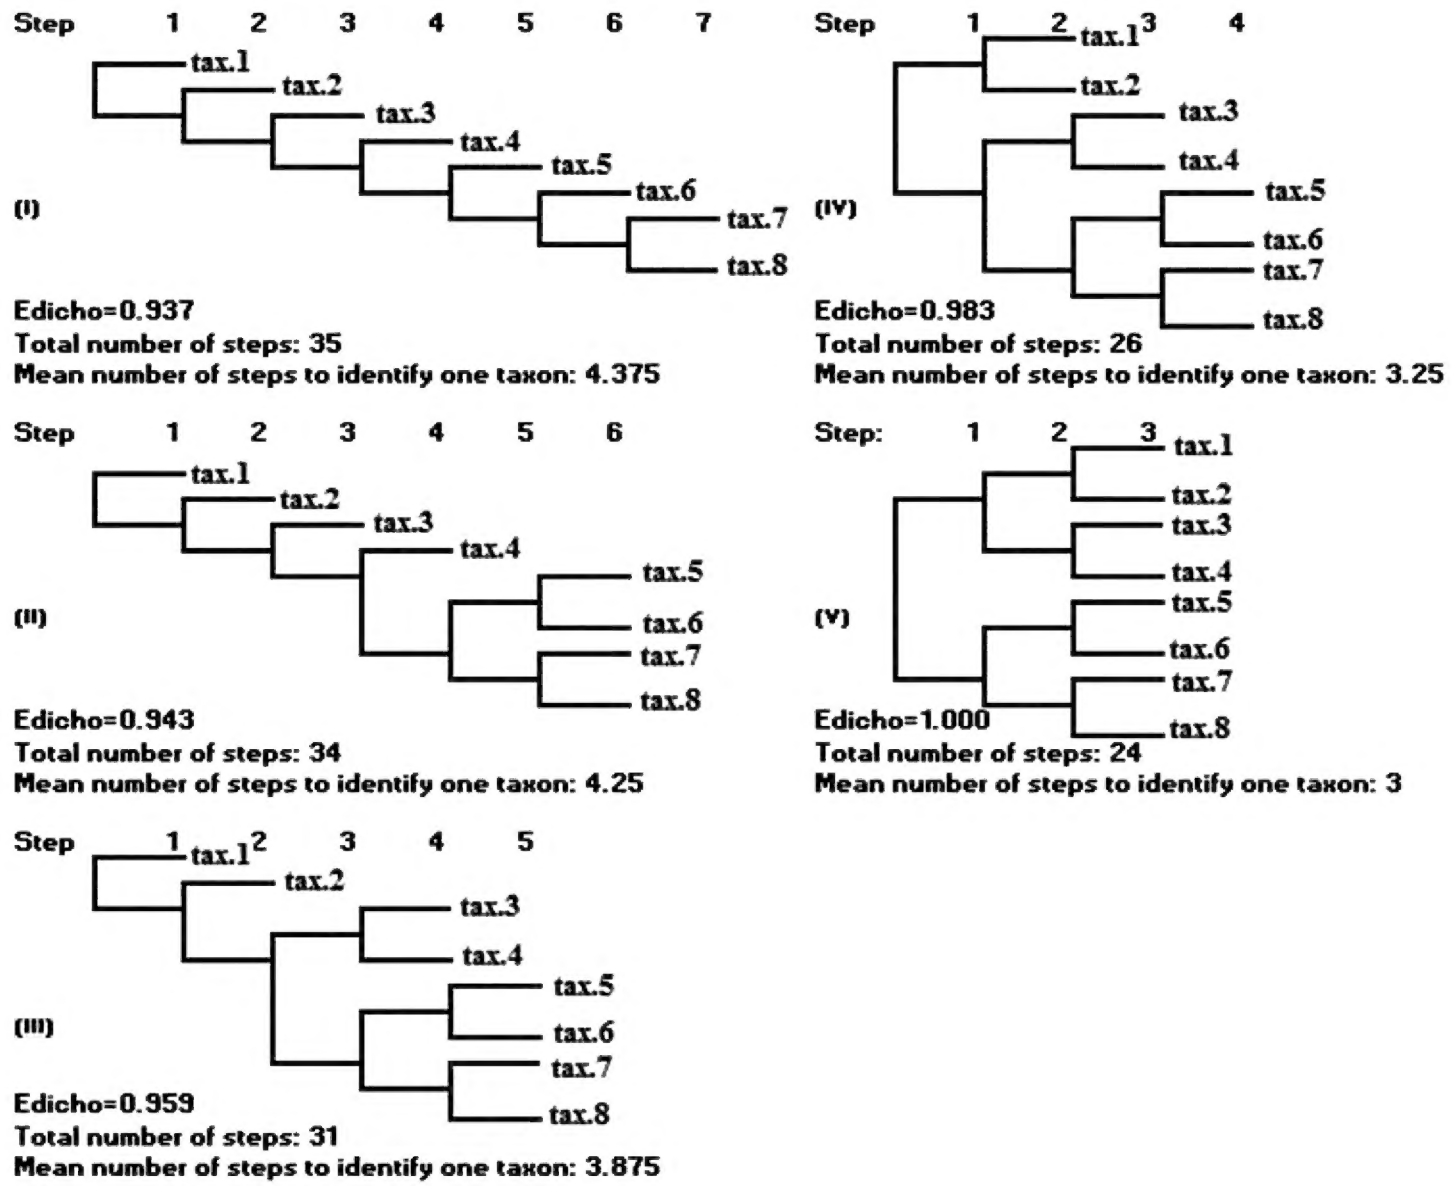 Step 1 2 3 4 5 6 7
tax.1
tax.2
tax.3
tax.4
tax.5
tax.6
tax.7
tax.8
(I)
Edicho=0.937
Total number of steps: 35
Mean number of steps to identify one taxon: 4.375
Step 1 2 3 4 5 6
tax.1
tax.2
tax.3
tax.4
tax.5
tax.6
tax.7
tax.8
(II)
Edicho=0.943
Total number of steps: 34
Mean number of steps to identify one taxon: 4.25
Step 1 2 3 4 5
tax.1
tax.2
tax.3
tax.4
tax.5
tax.6
tax.7
tax.8
(III)
Edicho=0.959
Total number of steps: 31
Mean number of steps to identify one taxon: 3.875
Step 1 2 3 4
tax.1
tax.2
tax.3
tax.4
tax.5
tax.6
tax.7
tax.8
(IV)
Edicho=0.983
Total number of steps: 26
Mean number of steps to identify one taxon: 3.25
Step: 1 2 3
tax.1
tax.2
tax.3
tax.4
tax.5
tax.6
tax.7
tax.8
(V)
Edicho=1.000
Total number of steps: 24
Mean number of steps to identify one taxon: 3